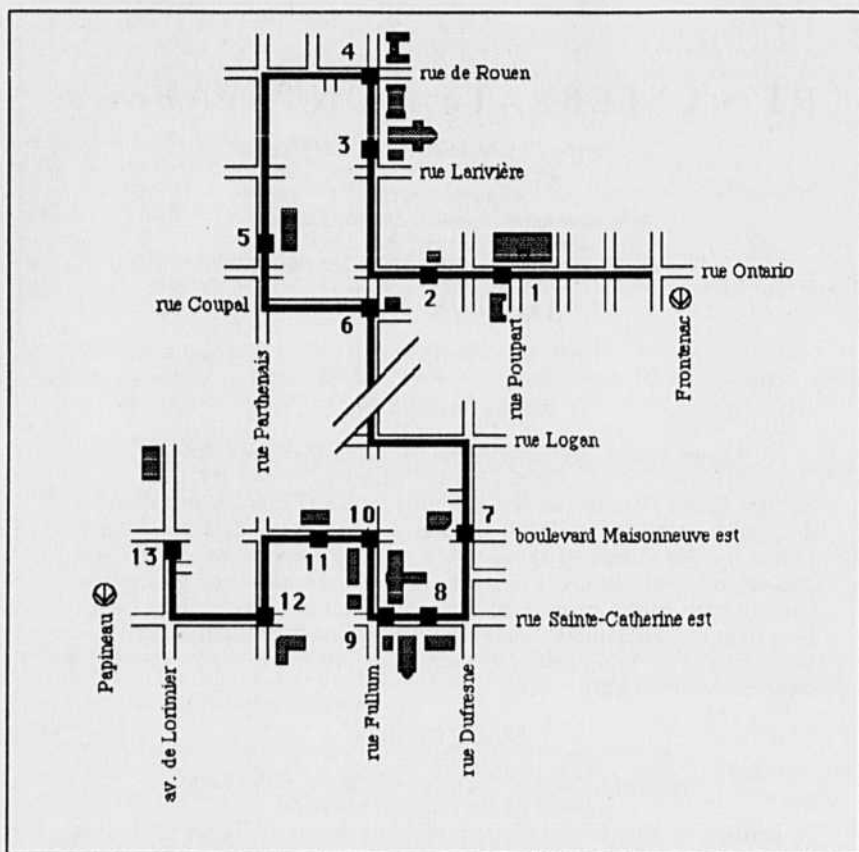 4
rue de Rouen
3
rue Larivière
5
2
1
rue Ontario
rue Coupal
6
rue Parthenais
rue Poupart
Frontenac
rue Logan
10
7
boulevard Maisonneuve est
13
11
12
9
8
rue Sainte-Catherine est
Papineau
av. de Lorimier
rue Fullum
rue Dufresne